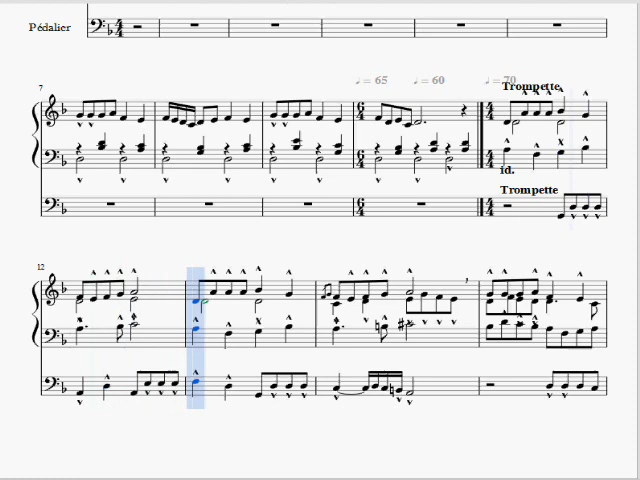 Pédalier
7
♩ = 65 ♩ = 60 ♩ = 70
Trompette
id.
Trompette
12